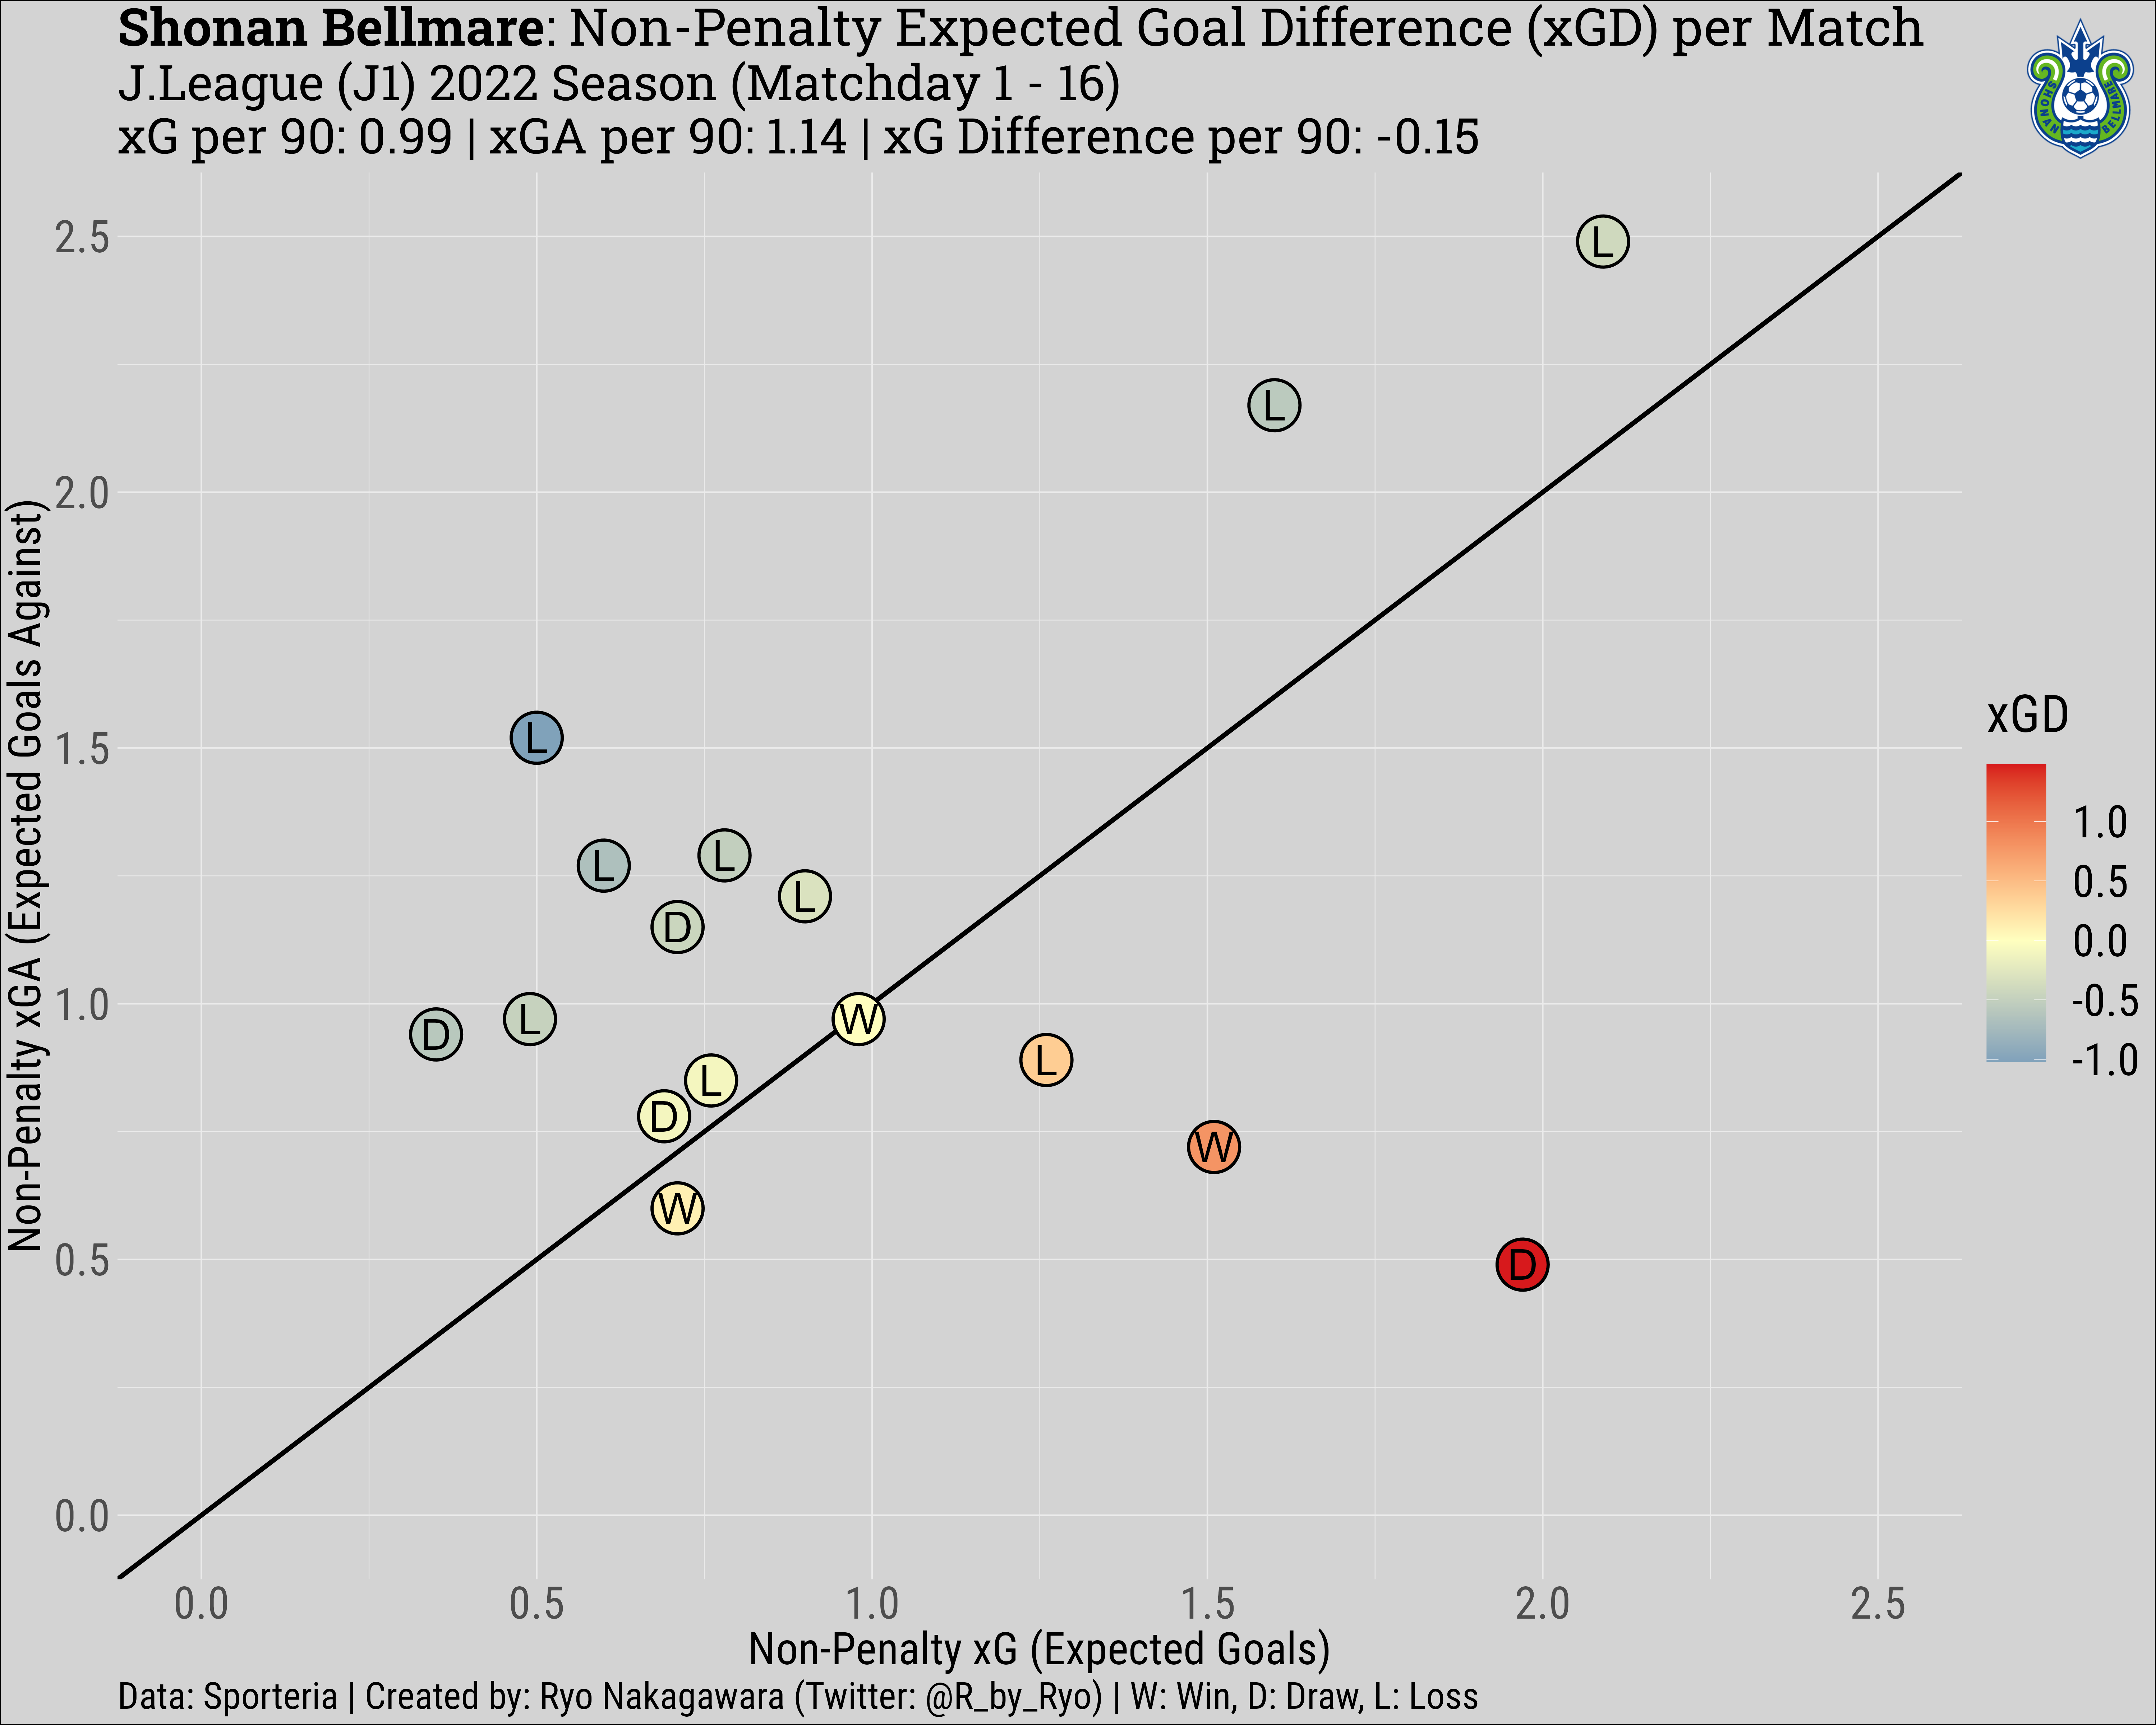 Shonan Bellmare: Non-Penalty Expected Goal Difference (xGD) per Match
J.League (J1) 2022 Season (Matchday 1 - 16)
xG per 90: 0.99 | xGA per 90: 1.14 | xG Difference per 90: -0.15
SHONAN BELLMARE
Non-Penalty xGA (Expected Goals Against)
2.5
2.0
1.5
1.0
0.5
0.0
L
L
L
L
L
L
D
D
L
W
L
L
D
W
W
D
xGD
1.0
0.5
0.0
-0.5
-1.0
0.0
0.5
1.0
1.5
2.0
2.5
Non-Penalty xG (Expected Goals)
Data: Sporteria | Created by: Ryo Nakagawara (Twitter: @R_by_Ryo) | W: Win, D: Draw, L: Loss